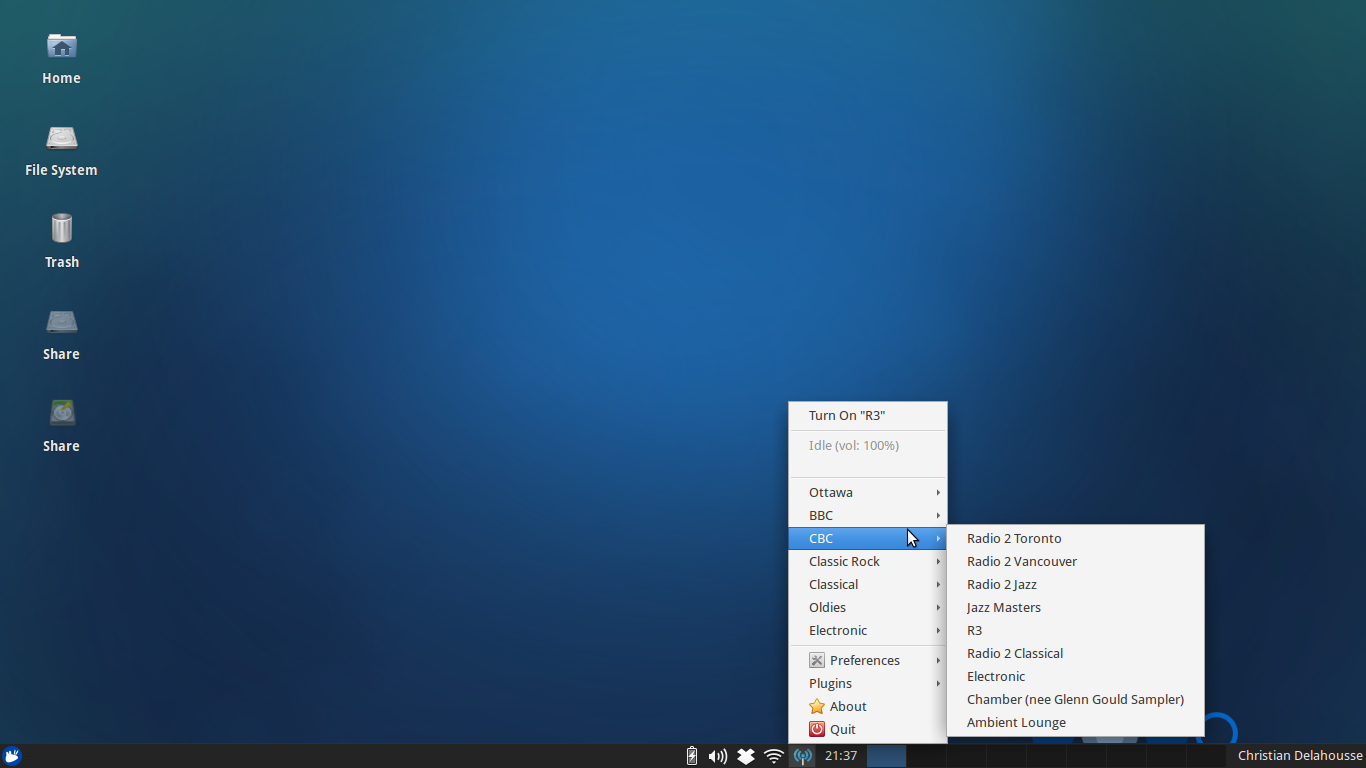 Home
File System
Trash
Share
Share
Turn On "R3"
Idle (vol: 100%)
Ottawa
BBC
CBC
Classic Rock
Classical
Oldies
Electronic
Preferences
Plugins
About
Quit
Radio 2 Toronto
Radio 2 Vancouver
Radio 2 Jazz
Jazz Masters
R3
Radio 2 Classical
Electronic
Chamber (nee Glenn Gould Sampler)
Ambient Lounge
21:37
Christian Delahousse